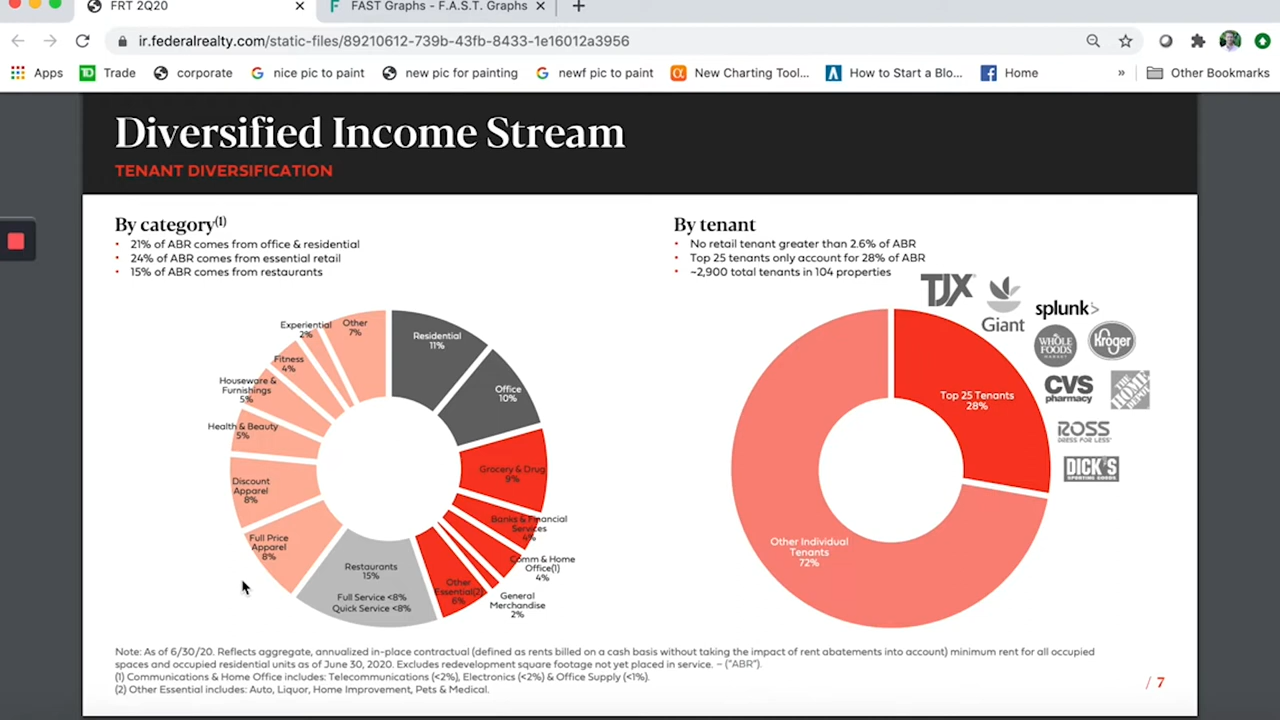 FRT 2Q20
FAST Graphs - F.A.S.T. Graphs
ir.federalrealty.com/static-files/89210612-739b-43fb-8433-1e16012a3956
Apps
Trade
corporate
nice pic to paint
new pic for painting
newf pic to paint
New Charting Tool...
How to Start a Blo...
Home
»
Other Bookmarks
Diversified Income Stream
TENANT DIVERSIFICATION
By category(1)
• 21% of ABR comes from office & residential
• 24% of ABR comes from essential retail
• 15% of ABR comes from restaurants
Experiential
2%
Other
7%
Residential
11%
Fitness
4%
Office
10%
Houseware &
Furnishings
5%
Health & Beauty
5%
Grocery & Drug
9%
Discount
Apparel
8%
Banks & Financial
Services
4%
Full Price
Apparel
8%
Comm & Home
Office(1)
4%
Restaurants
15%
Full Service <8%
Quick Service <8%
Other
Essential(2)
6%
General
Merchandise
2%
By tenant
• No retail tenant greater than 2.6% of ABR
• Top 25 tenants only account for 28% of ABR
• ~2,900 total tenants in 104 properties
TJX
Giant
splunk>
WHOLE
FOODS
MARKET
Kroger
CVS
pharmacy
THE
HOME
DEPOT
ROSS
DRESS FOR LESS
DICK'S
SPORTING GOODS
Top 25 Tenants
28%
Other Individual
Tenants
72%
Note: As of 6/30/20. Reflects aggregate, annualized in-place contractual (defined as rents billed on a cash basis without taking the impact of rent abatements into account) minimum rent for all occupied
spaces and occupied residential units as of June 30, 2020. Excludes redevelopment square footage not yet placed in service. – ("ABR").
(1) Communications & Home Office includes: Telecommunications (<2%), Electronics (<2%) & Office Supply (<1%).
(2) Other Essential includes: Auto, Liquor, Home Improvement, Pets & Medical.
/ 7